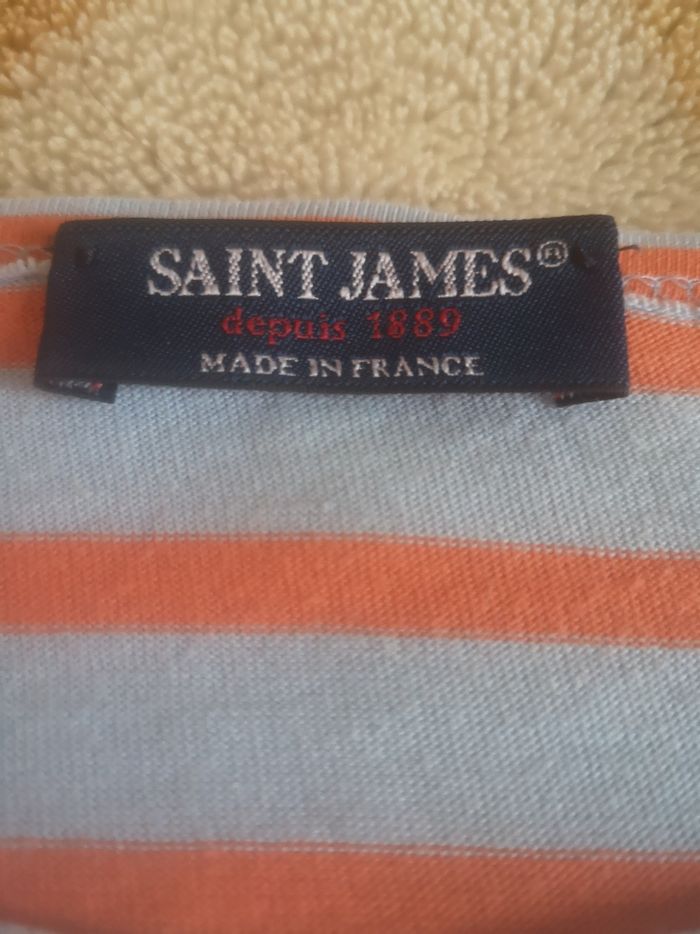 SAINT JAMES®
depuis 1889
MADE IN FRANCE